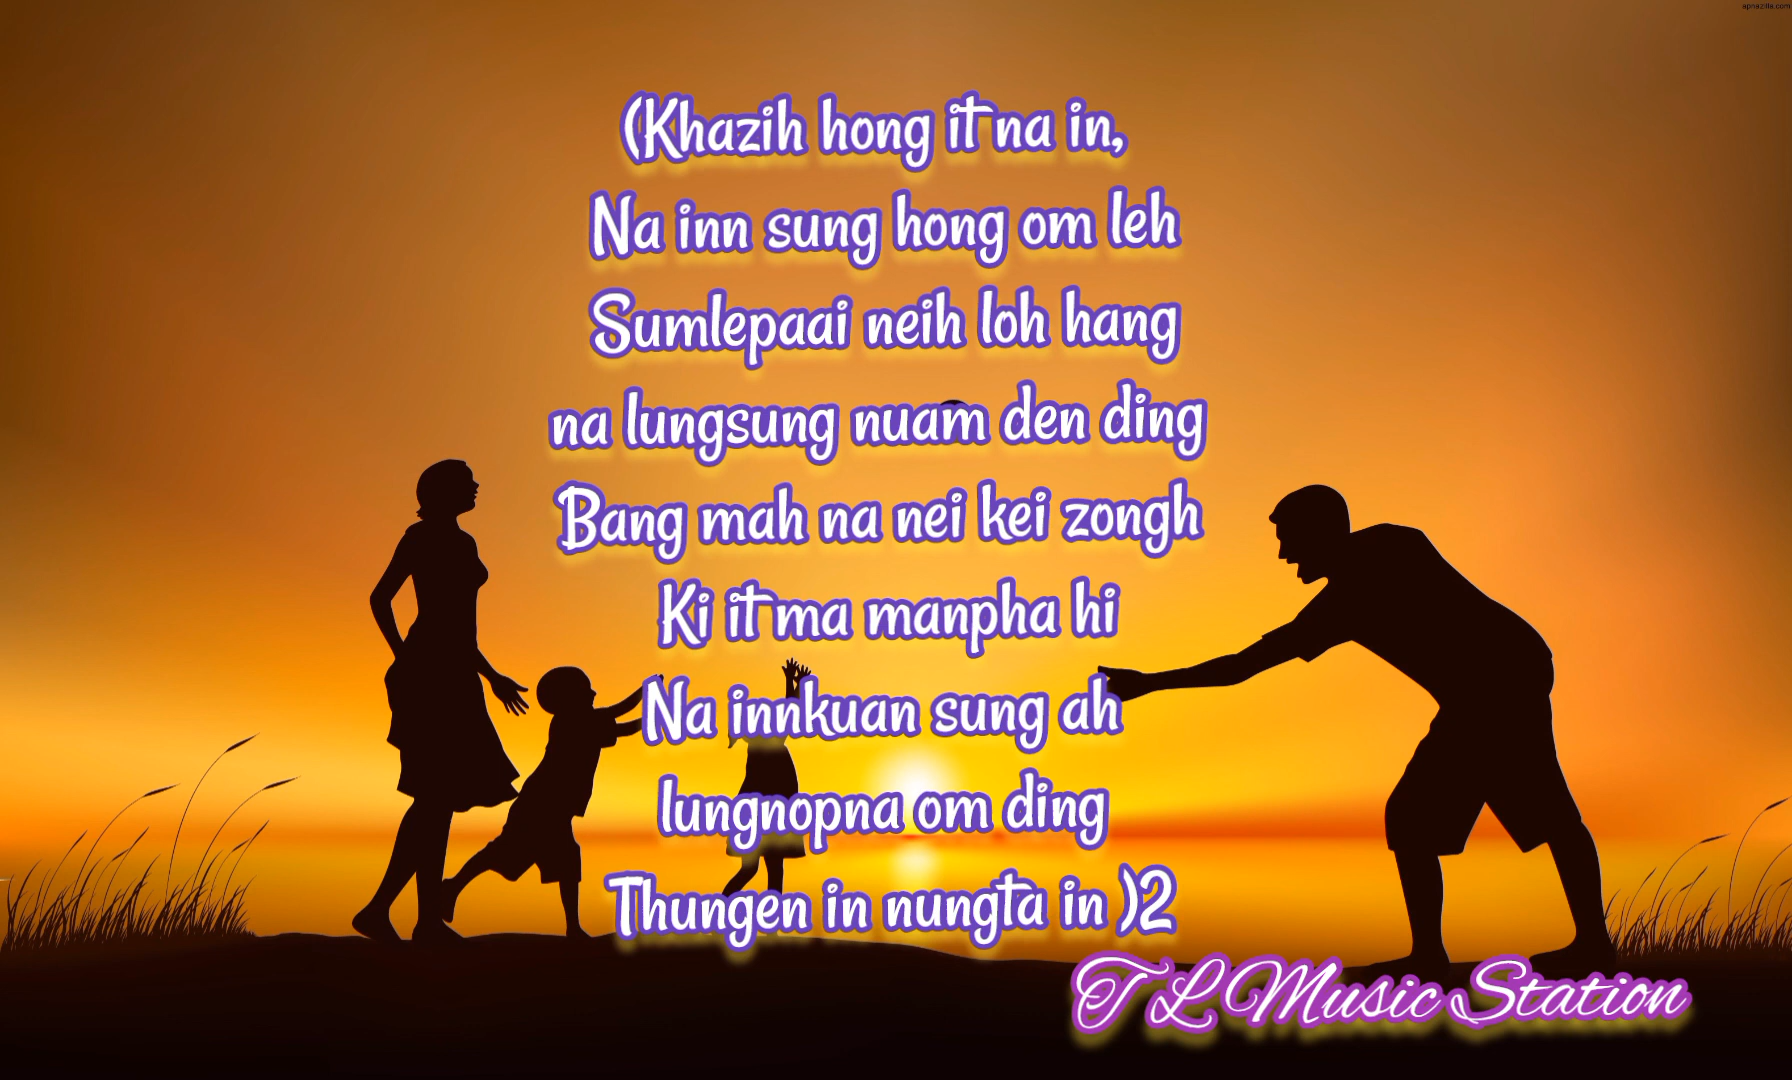 apnazilla.com
(Khazih hong it na in,
Na inn sung hong om leh
Sumlepaai neih loh hang
na lungsung nuam den ding
Bang mah na nei kei zongh
Ki it ma manpha hi
Na innkuan sung ah
lungnopna om ding
Thungen in nungta in )2
T L Music Station